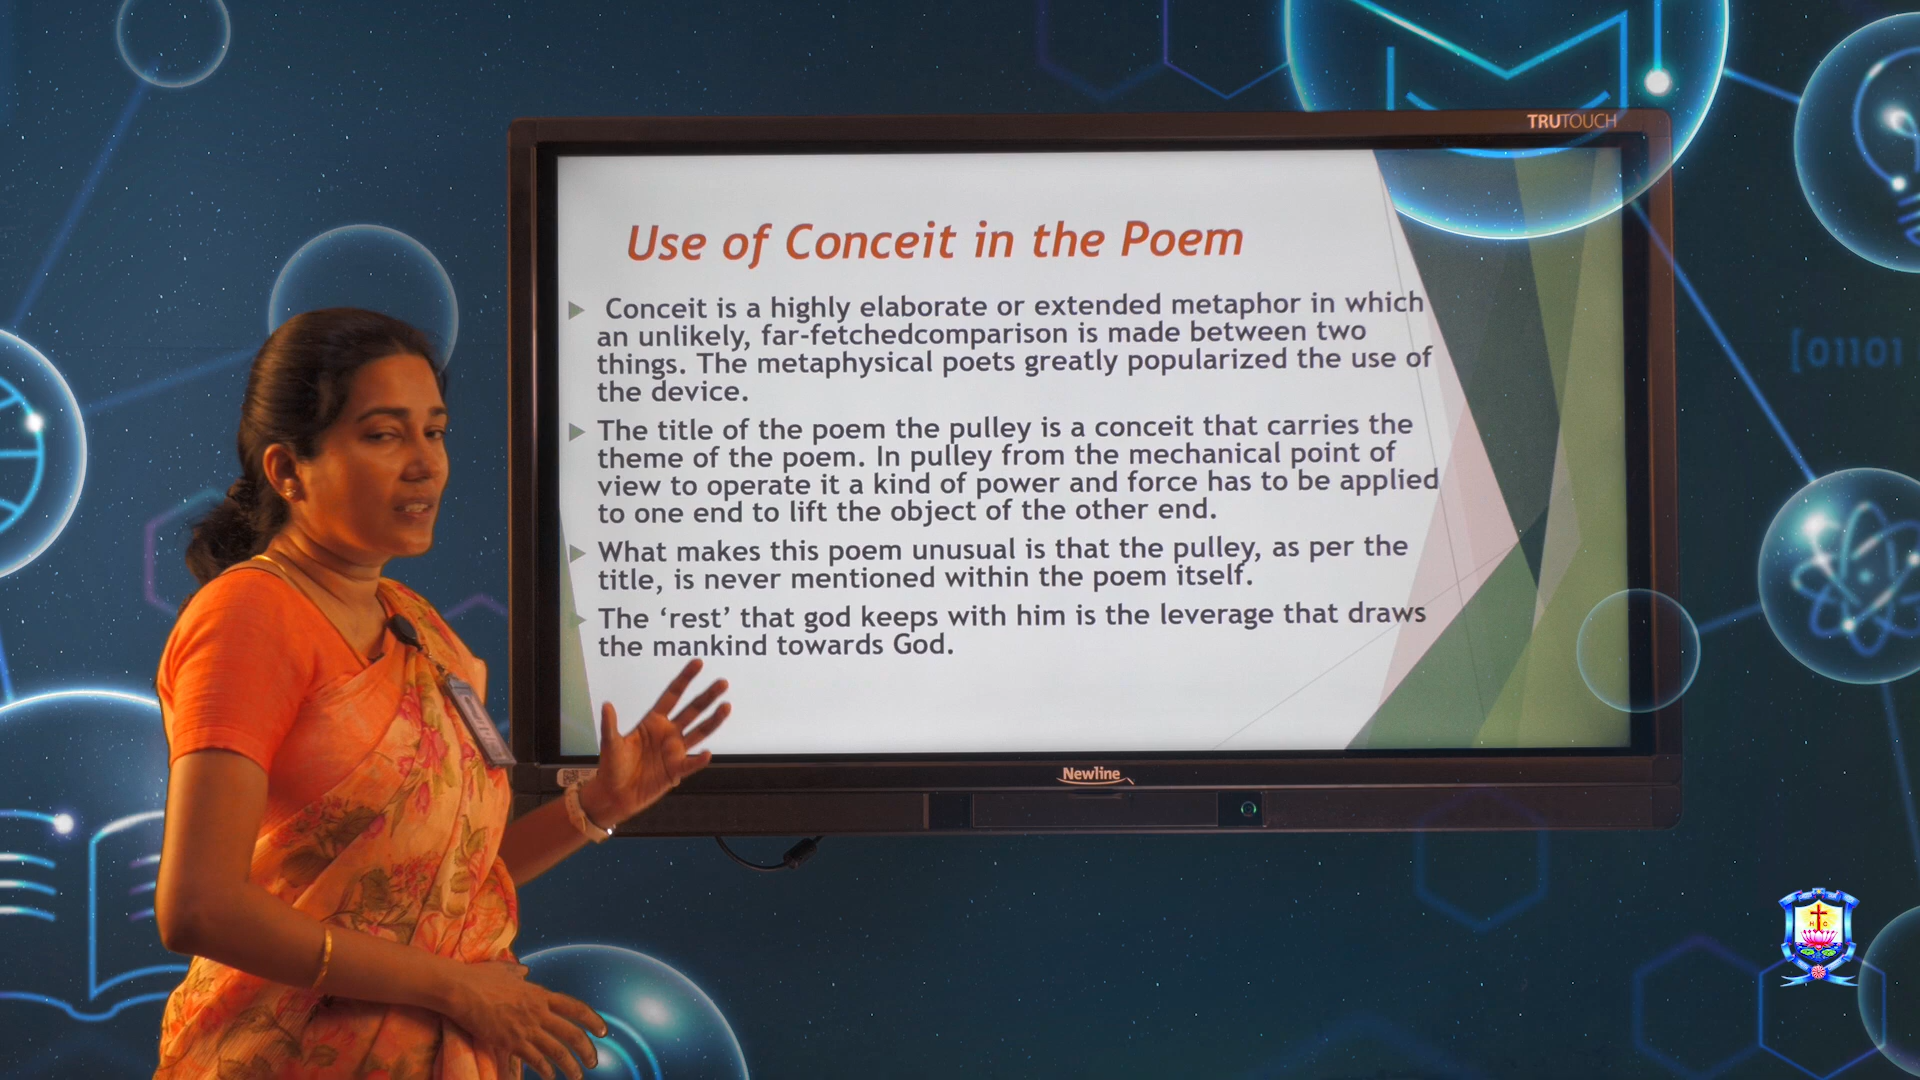 TRUTOUCH
Use of Conceit in the Poem
Conceit is a highly elaborate or extended metaphor in which
an unlikely, far-fetchedcomparison is made between two
things. The metaphysical poets greatly popularized the use of
the device.
The title of the poem the pulley is a conceit that carries the
theme of the poem. In pulley from the mechanical point of
view to operate it a kind of power and force has to be applied
to one end to lift the object of the other end.
What makes this poem unusual is that the pulley, as per the
title, is never mentioned within the poem itself.
The ‘rest’ that god keeps with him is the leverage that draws
the mankind towards God.
Newline
[01101
H C